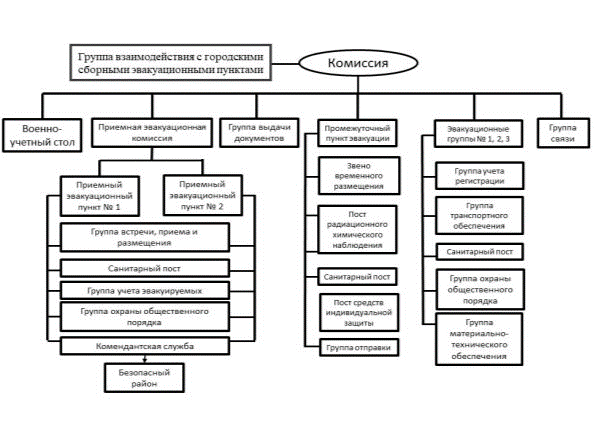 Группа взаимодействия с городскими
сборными эвакуационными пунктами
Комиссия
Военно-
учетный стол
Приемная эвакуационная
комиссия
Группа выдачи
документов
Промежуточный
пункт эвакуации
Эвакуационные
группы № 1, 2, 3
Группа
связи
Приемный
эвакуационный
пункт № 1
Приемный
эвакуационный
пункт № 2
Группа встречи, приема и
размещения
Санитарный пост
Группа учета эвакуируемых
Группа охраны общественного
порядка
Комендантская служба
Безопасный
район
Звено
временного
размещения
Пост
радиационного
химического
наблюдения
Санитарный пост
Пост средств
индивидуальной
защиты
Группа отправки
Группа учета
регистрации
Группа
транспортного
обеспечения
Санитарный пост
Группа охраны
общественного
порядка
Группа
материально-
технического
обеспечения